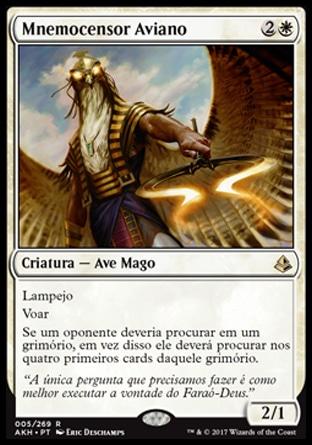 Mnemocensor Aviano 2
Criatura — Ave Mago
Lampejo
Voar
Se um oponente deveria procurar em um
grimório, em vez disso ele deverá procurar nos
quatro primeiros cards daquele grimório.
"A única pergunta que precisamos fazer é como
melhor executar a vontade do Faraó-Deus."
2/1
005/269 R
AKH • PT Eric Deschamps
™ & © 2017 Wizards of the Coast